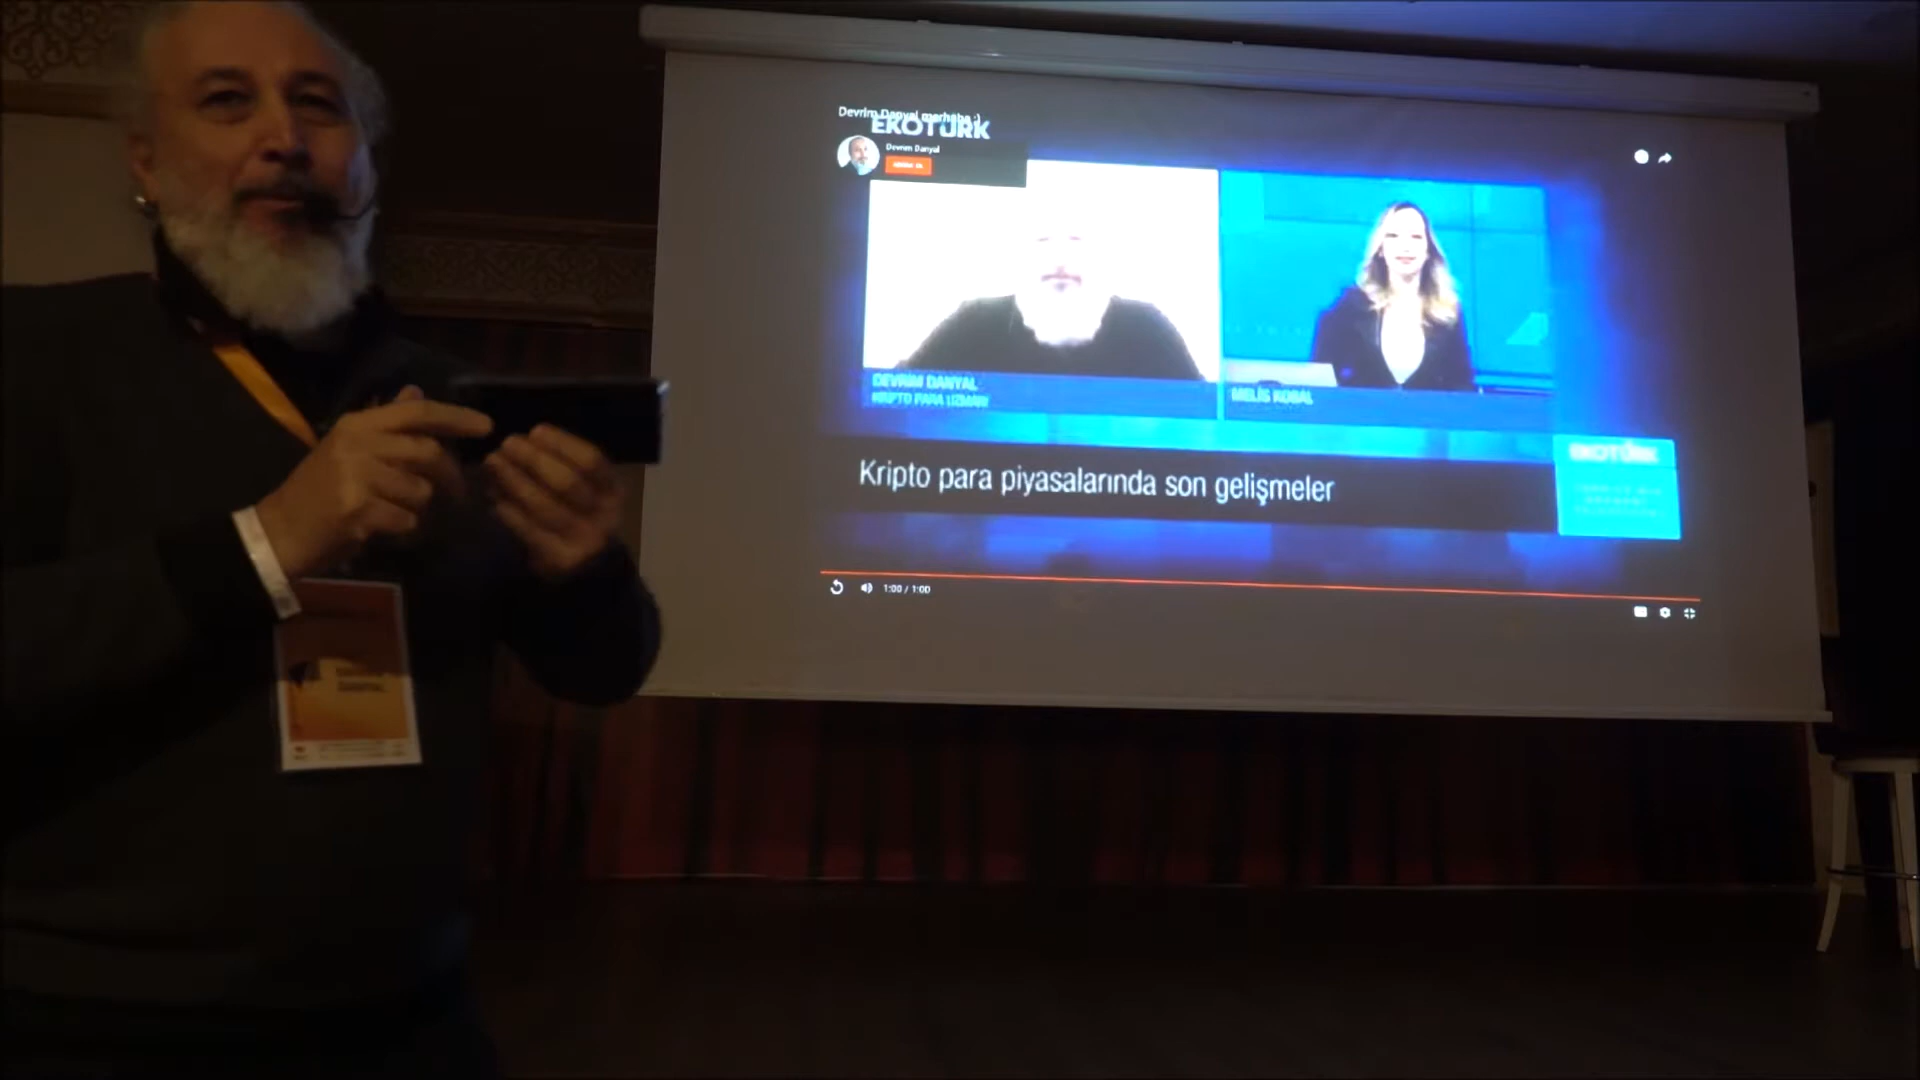 Devrim Danyal merhaba :)
EKOTÜRK
Devrim Danyal
DEVRİM DANYAL
KRİPTO PARA UZMANI
MELİS KOBAL
Kripto para piyasalarında son gelişmeler
EKOTÜRK
1:00 / 1:00